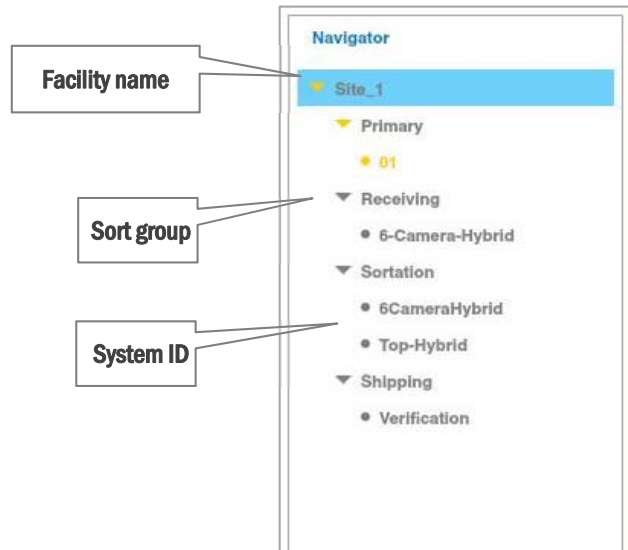 Navigator
Facility name
Site_1
Primary
01
Receiving
Sort group
6-Camera-Hybrid
Sortation
6CameraHybrid
System ID
Top-Hybrid
Shipping
Verification